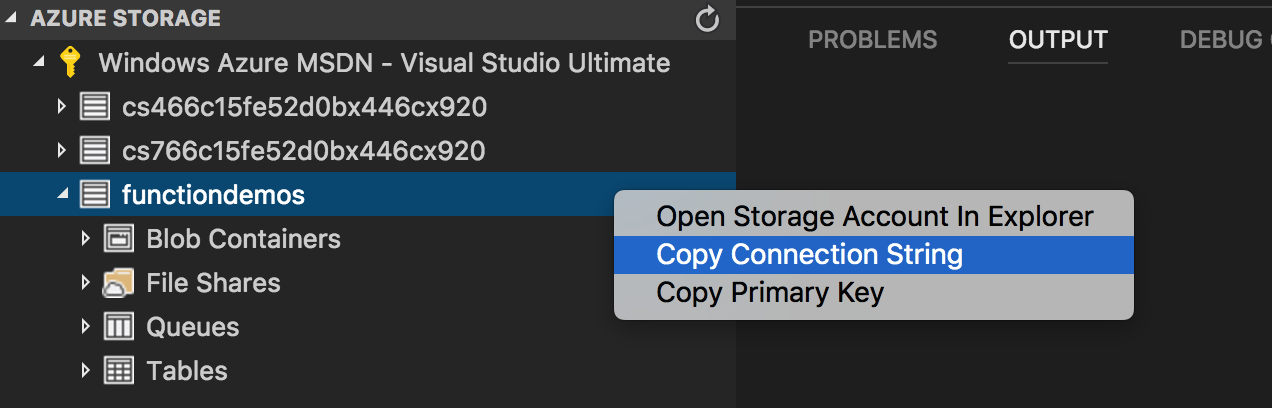 AZURE STORAGE
Windows Azure MSDN - Visual Studio Ultimate
cs466c15fe52d0bx446cx920
cs766c15fe52d0bx446cx920
functiondemos
Blob Containers
File Shares
Queues
Tables
PROBLEMS OUTPUT DEBUG
Open Storage Account In Explorer
Copy Connection String
Copy Primary Key